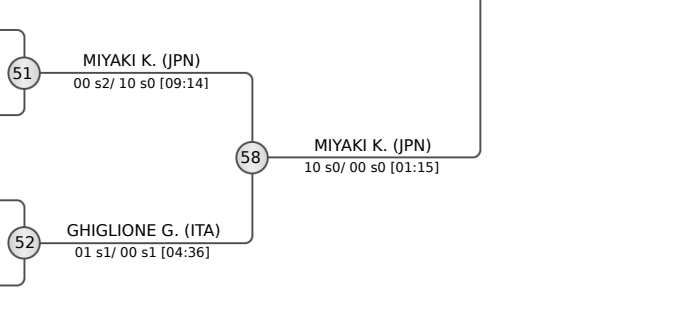 MIYAKI K. (JPN)
51
00 s2/ 10 s0 [09:14]
MIYAKI K. (JPN)
58
10 s0/ 00 s0 [01:15]
GHIGLIONE G. (ITA)
52
01 s1/ 00 s1 [04:36]